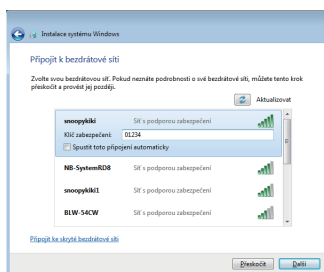 Instalace systému Windows
Připojit k bezdrátové síti
Zvolte svou bezdrátovou síť. Pokud neznáte podrobnosti o své bezdrátové síti, můžete tento krok
přeskočit a provést jej později.
Aktualizovat
snoopykiki Síť s podporou zabezpečení
Klíč zabezpečení: 01234
Spustit toto připojení automaticky
NB-SystemRD8 Síť s podporou zabezpečení
snoopykiki1 Síť s podporou zabezpečení
BLW-54CW Síť s podporou zabezpečení
Připojit ke skryté bezdrátové síti
Přeskočit Další